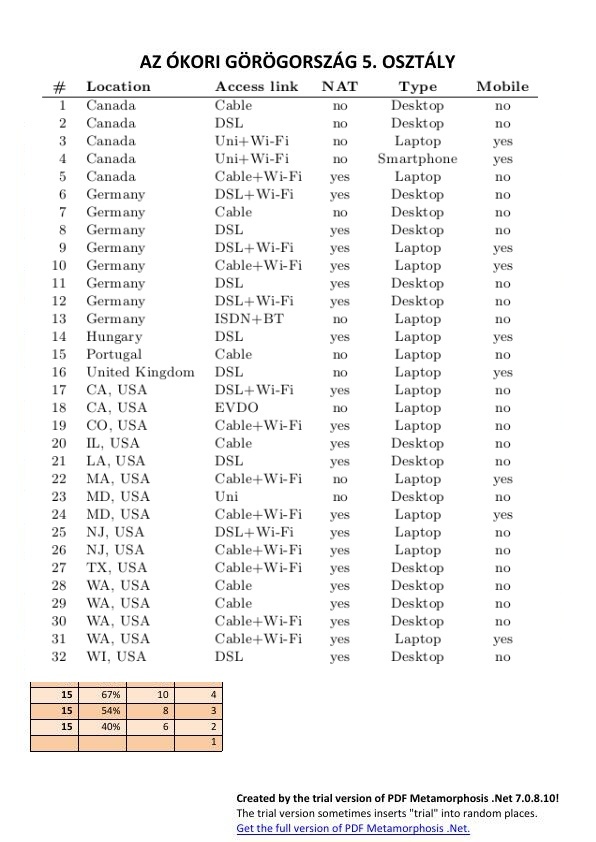 AZ ÓKORI GÖRÖGORSZÁG 5. OSZTÁLY
# Location Access link NAT Type Mobile
1 Canada Cable no Desktop no
2 Canada DSL no Desktop no
3 Canada Uni+Wi-Fi no Laptop yes
4 Canada Uni+Wi-Fi no Smartphone yes
5 Canada Cable+Wi-Fi yes Laptop no
6 Germany DSL+Wi-Fi yes Desktop no
7 Germany Cable no Desktop no
8 Germany DSL yes Desktop no
9 Germany DSL+Wi-Fi yes Laptop yes
10 Germany Cable+Wi-Fi yes Laptop yes
11 Germany DSL yes Desktop no
12 Germany DSL+Wi-Fi yes Desktop no
13 Germany ISDN+BT no Laptop no
14 Hungary DSL yes Laptop yes
15 Portugal Cable no Laptop no
16 United Kingdom DSL no Laptop yes
17 CA, USA DSL+Wi-Fi yes Laptop no
18 CA, USA EVDO no Laptop no
19 CO, USA Cable+Wi-Fi yes Laptop no
20 IL, USA Cable yes Desktop no
21 LA, USA DSL yes Desktop no
22 MA, USA Cable+Wi-Fi no Laptop yes
23 MD, USA Uni no Desktop no
24 MD, USA Cable+Wi-Fi yes Laptop yes
25 NJ, USA DSL+Wi-Fi yes Laptop no
26 NJ, USA Cable+Wi-Fi yes Laptop no
27 TX, USA Cable+Wi-Fi yes Desktop no
28 WA, USA Cable yes Desktop no
29 WA, USA Cable yes Desktop no
30 WA, USA Cable+Wi-Fi yes Desktop no
31 WA, USA Cable+Wi-Fi yes Laptop yes
32 WI, USA DSL yes Desktop no
15 67% 10 4
15 54% 8 3
15 40% 6 2
1
Created by the trial version of PDF Metamorphosis .Net 7.0.8.10!
The trial version sometimes inserts "trial" into random places.
Get the full version of PDF Metamorphosis .Net.